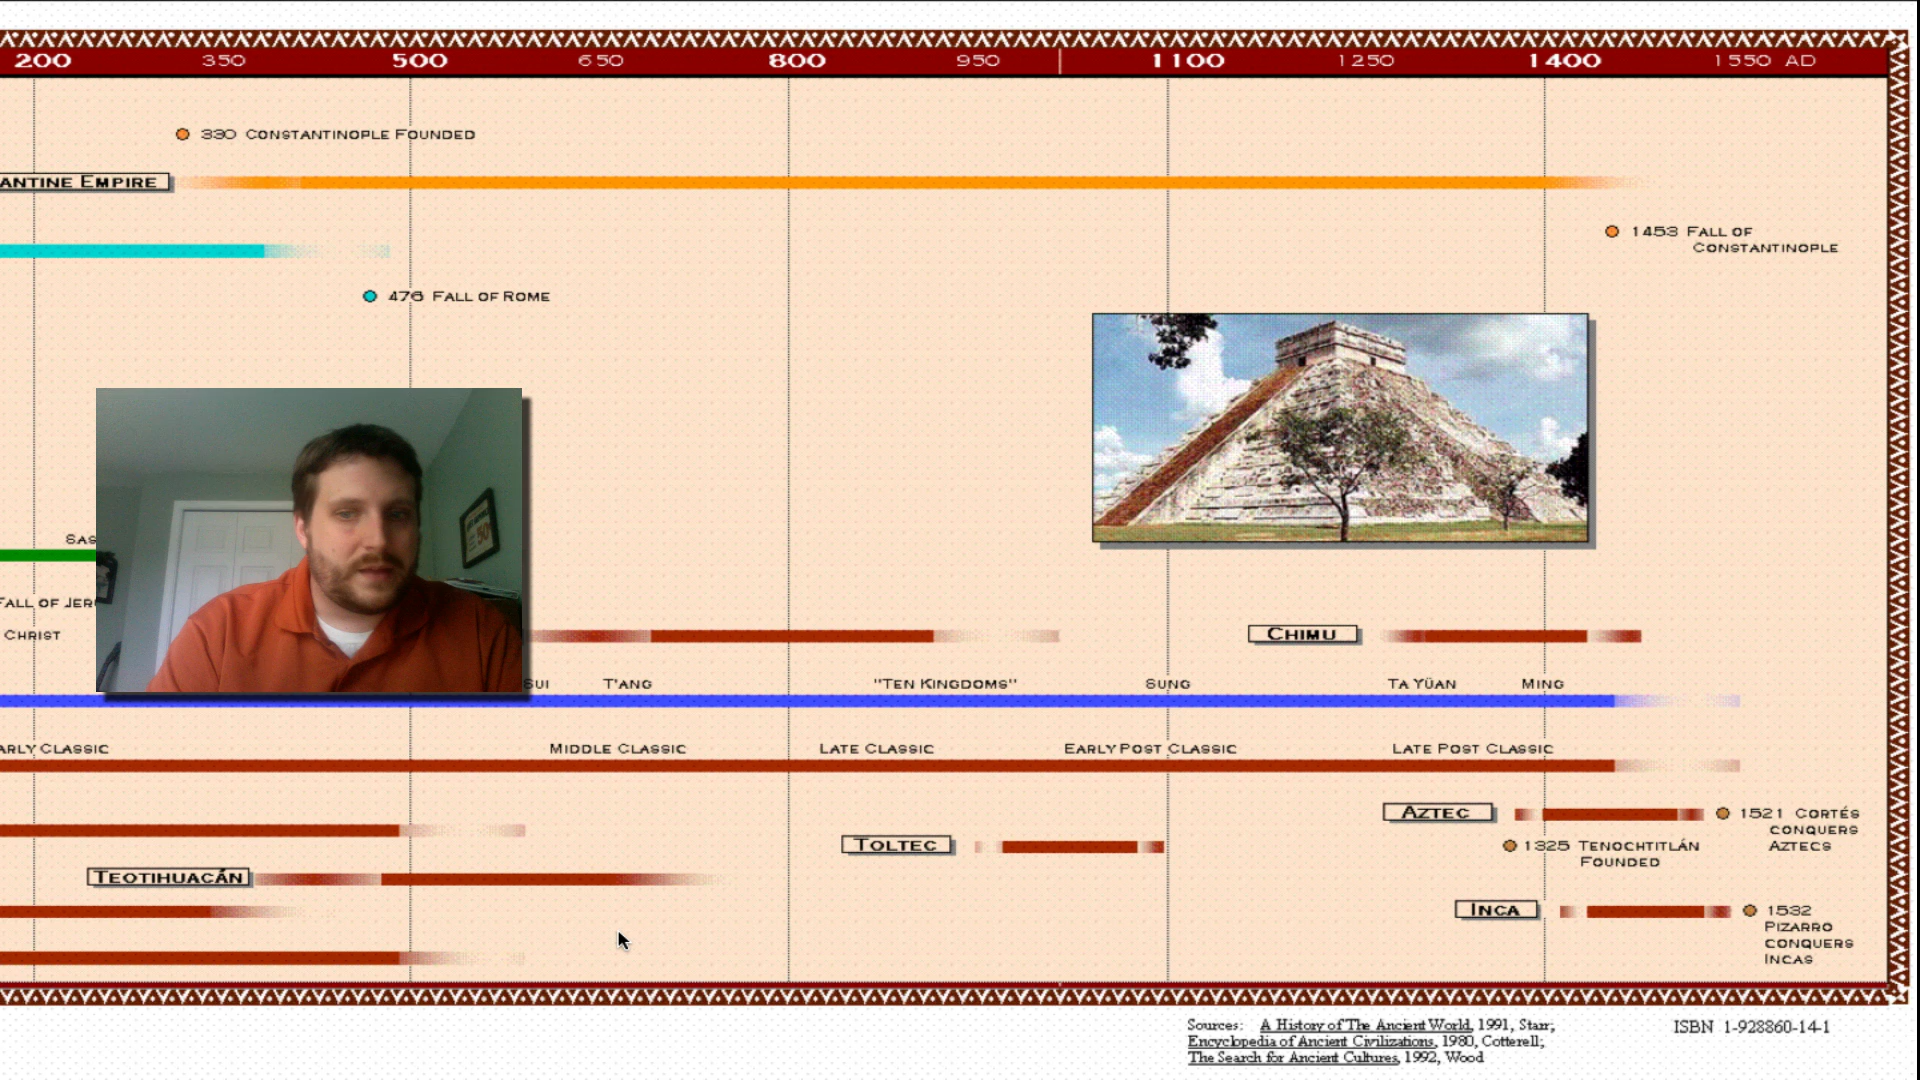 200 350 500 650 800 950 1100 1250 1400 1550 AD
330 Constantinople Founded
antine Empire
1453 Fall of
Constantinople
476 Fall of Rome
Sas
Fall of Jer
Christ
Chimu
Sui T'ang "Ten Kingdoms" Sung Ta Yüan Ming
arly Classic Middle Classic Late Classic Early Post Classic Late Post Classic
Aztec
1521 Cortés
conquers
Aztecs
Toltec
1325 Tenochtitlán
Founded
Teotihuacán
Inca
1532
Pizarro
conquers
Incas
Sources: A History of The Ancient World, 1991, Starr;
Encyclopedia of Ancient Civilizations, 1980, Cotterell;
The Search for Ancient Cultures, 1992, Wood
ISBN 1-928860-14-1